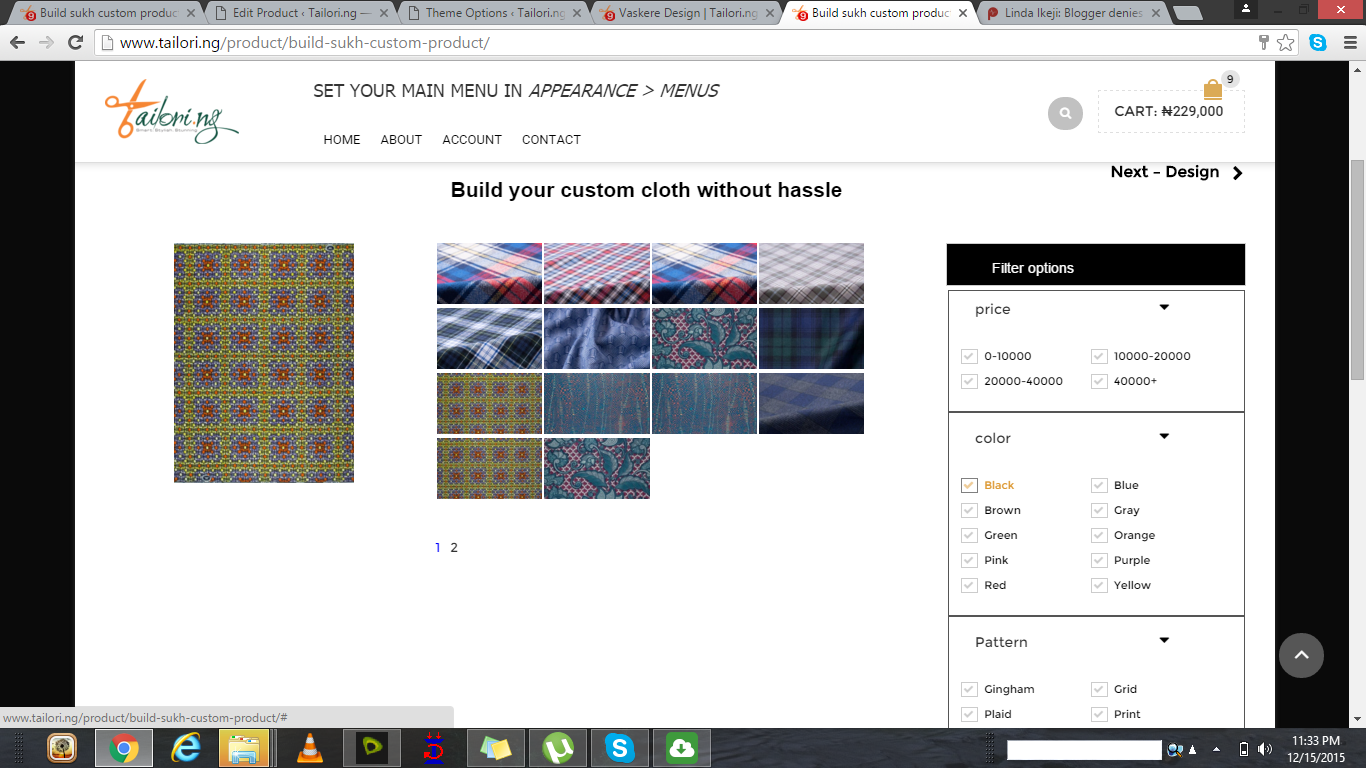 Build sukh custom produc
Edit Product ‹ Tailori.ng —
Theme Options ‹ Tailori.ng
Vaskere Design | Tailori.ng
Build sukh custom produc
Linda Ikeji: Blogger denies
www.tailori.ng/product/build-sukh-custom-product/
Tailori.ng
Smart. Stylish. Stunning.
SET YOUR MAIN MENU IN APPEARANCE > MENUS
9
CART: ₦229,000
HOME ABOUT ACCOUNT CONTACT
Next – Design
Build your custom cloth without hassle
Filter options
price
0-10000 10000-20000
20000-40000 40000+
color
Black Blue
Brown Gray
Green Orange
Pink Purple
Red Yellow
1 2
Pattern
Gingham Grid
Plaid Print
www.tailori.ng/product/build-sukh-custom-product/#
11:33 PM
12/15/2015